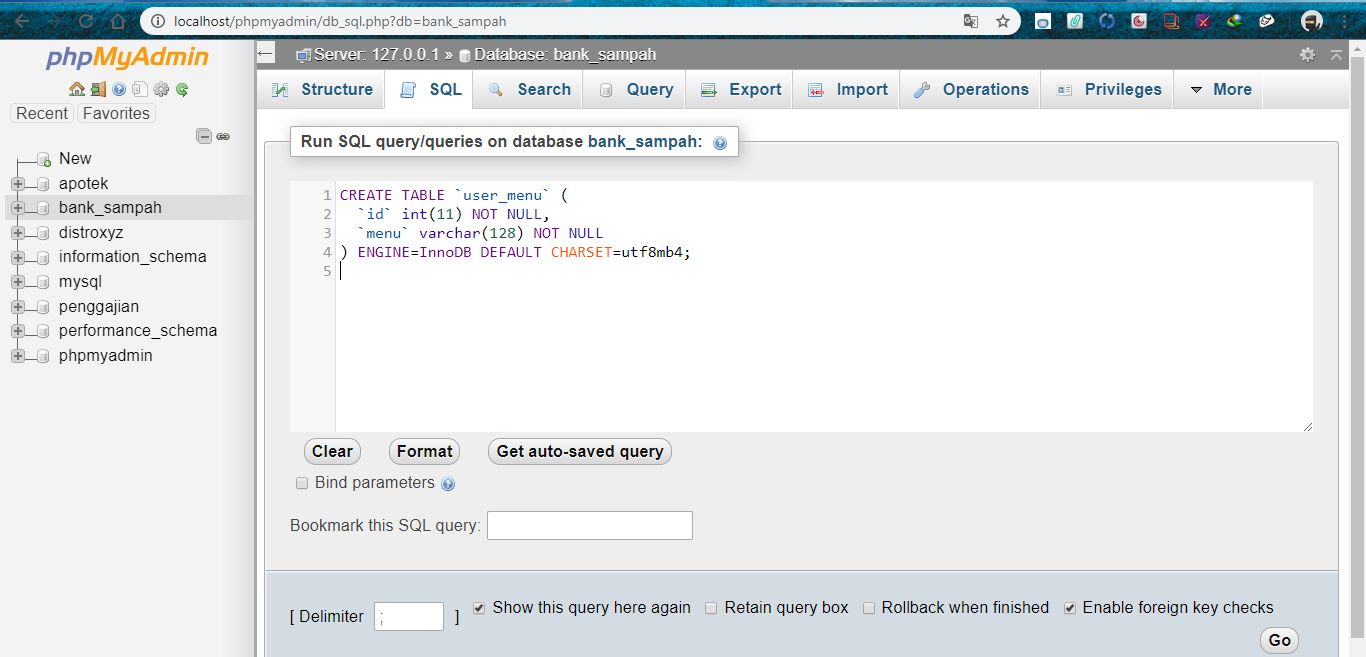 localhost/phpmyadmin/db_sql.php?db=bank_sampah
phpMyAdmin
Recent Favorites
New
apotek
bank_sampah
distroxyz
information_schema
mysql
penggajian
performance_schema
phpmyadmin
Server: 127.0.0.1 » Database: bank_sampah
Structure SQL Search Query Export Import Operations Privileges More
Run SQL query/queries on database bank_sampah:
1 CREATE TABLE `user_menu` (
2 `id` int(11) NOT NULL,
3 `menu` varchar(128) NOT NULL
4 ) ENGINE=InnoDB DEFAULT CHARSET=utf8mb4;
5
Clear Format Get auto-saved query
Bind parameters
Bookmark this SQL query:
[ Delimiter ; ] Show this query here again Retain query box Rollback when finished Enable foreign key checks
Go